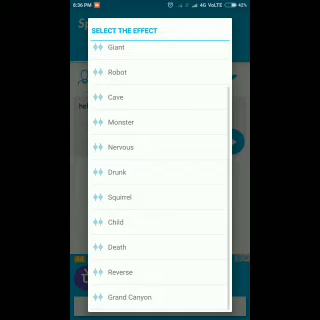 8:36 PM
4G VoLTE 42%
SELECT THE EFFECT
Giant
Robot
Cave
Monster
Nervous
Drunk
Squirrel
Child
Death
Reverse
Grand Canyon